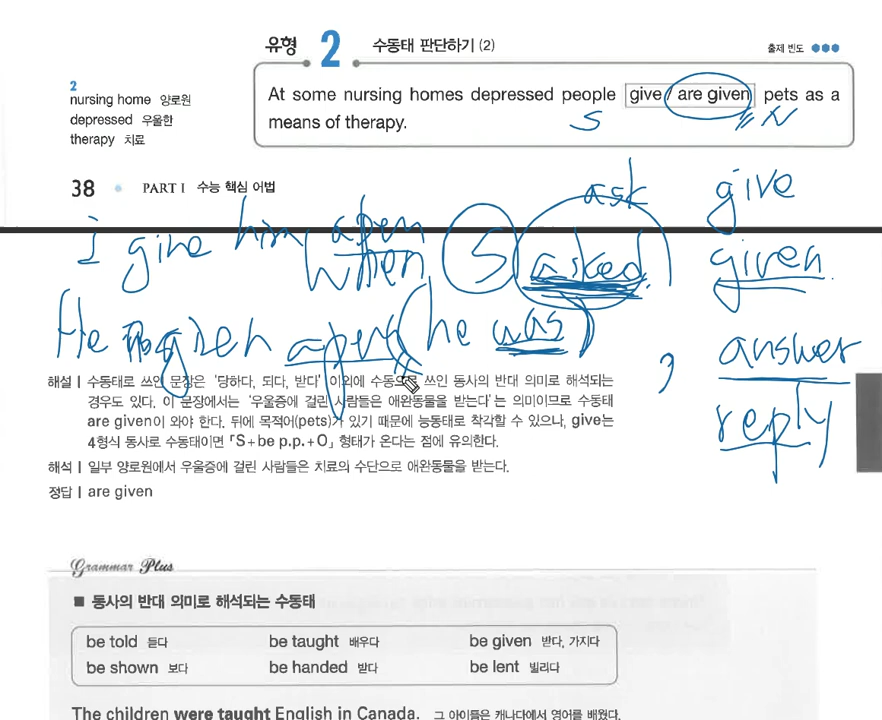 유형 2 수동태 판단하기 (2) 출제 빈도
At some nursing homes depressed people give / are given pets as a
means of therapy.
2
nursing home 양로원
depressed 우울한
therapy 치료
S
N
38 PART I 수능 핵심 어법
ask give
i give him a pen
when S asked given
He given a pen he was
, answer
reply
해설 | 수동태로 쓰인 문장은 '당하다, 되다, 받다' 이외에 수동으로 쓰인 동사의 반대 의미로 해석되는
경우도 있다. 이 문장에서는 '우울증에 걸린 사람들은 애완동물을 받는다'는 의미이므로 수동태
are given이 와야 한다. 뒤에 목적어(pets)가 있기 때문에 능동태로 착각할 수 있으나, give는
4형식 동사로 수동태이면 「S+be p.p.+O」 형태가 온다는 점에 유의한다.
해석 | 일부 양로원에서 우울증에 걸린 사람들은 치료의 수단으로 애완동물을 받는다.
정답 | are given
Grammar Plus
■ 동사의 반대 의미로 해석되는 수동태
be told 듣다 be taught 배우다 be given 받다, 가지다
be shown 보다 be handed 받다 be lent 빌리다
The children were taught English in Canada. 그 아이들은 캐나다에서 영어를 배웠다.